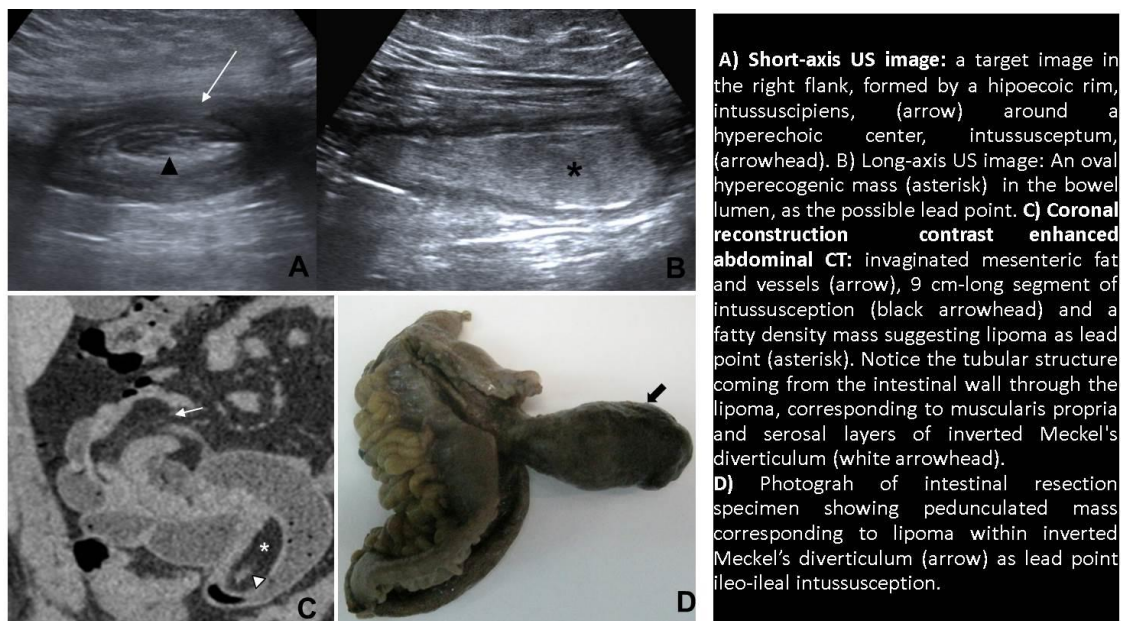 A
B
C
D
*
*
A) Short-axis US image: a target image in
the right flank, formed by a hipoecoic rim,
intussuscipiens, (arrow) around a
hyperechoic center, intussusceptum,
(arrowhead). B) Long-axis US image: An oval
hyperecogenic mass (asterisk) in the bowel
lumen, as the possible lead point. C) Coronal
reconstruction contrast enhanced
abdominal CT: invaginated mesenteric fat
and vessels (arrow), 9 cm-long segment of
intussusception (black arrowhead) and a
fatty density mass suggesting lipoma as lead
point (asterisk). Notice the tubular structure
coming from the intestinal wall through the
lipoma, corresponding to muscularis propria
and serosal layers of inverted Meckel's
diverticulum (white arrowhead).
D) Photograh of intestinal resection
specimen showing pedunculated mass
corresponding to lipoma within inverted
Meckel’s diverticulum (arrow) as lead point
ileo-ileal intussusception.